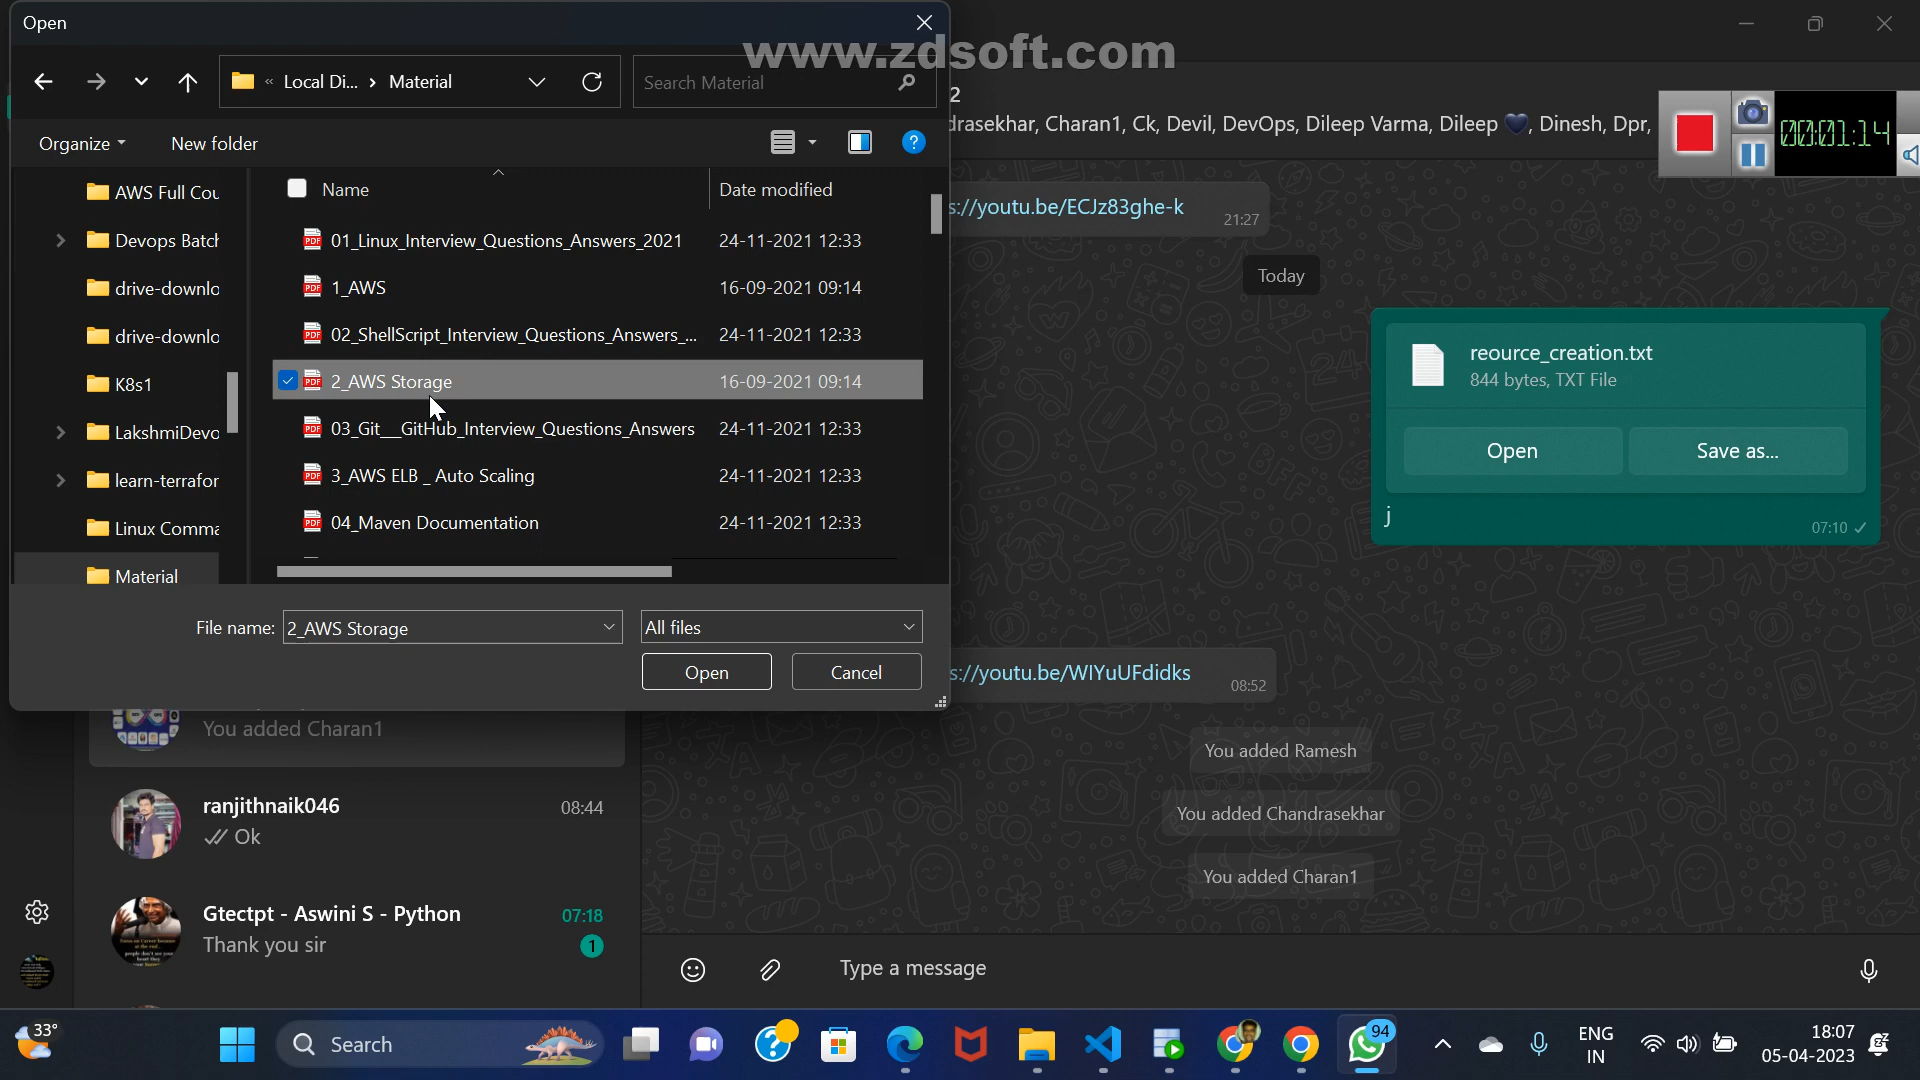 Open
www.zdsoft.com
« Local Di... > Material
Search Material
2
drasekhar, Charan1, Ck, Devil, DevOps, Dileep Varma, Dileep 🖤, Dinesh, Dpr,
00:01:14
Organize
New folder
AWS Full Cou
Devops Batch
drive-downlo
drive-downlo
K8s1
LakshmiDevo
learn-terrafor
Linux Comma
Material
Name
Date modified
01_Linux_Interview_Questions_Answers_2021 24-11-2021 12:33
1_AWS 16-09-2021 09:14
02_ShellScript_Interview_Questions_Answers_... 24-11-2021 12:33
2_AWS Storage 16-09-2021 09:14
03_Git__GitHub_Interview_Questions_Answers 24-11-2021 12:33
3_AWS ELB _ Auto Scaling 24-11-2021 12:33
04_Maven Documentation 24-11-2021 12:33
File name: 2_AWS Storage
All files
Open
Cancel
s://youtu.be/ECJz83ghe-k
21:27
Today
reource_creation.txt
844 bytes, TXT File
Open
Save as...
j
07:10
s://youtu.be/WIYuUFdidks
08:52
You added Ramesh
You added Chandrasekhar
You added Charan1
You added Charan1
ranjithnaik046 08:44
Ok
Gtectpt - Aswini S - Python 07:18
Thank you sir 1
Type a message
33°
Search
94
ENG
IN
18:07
05-04-2023